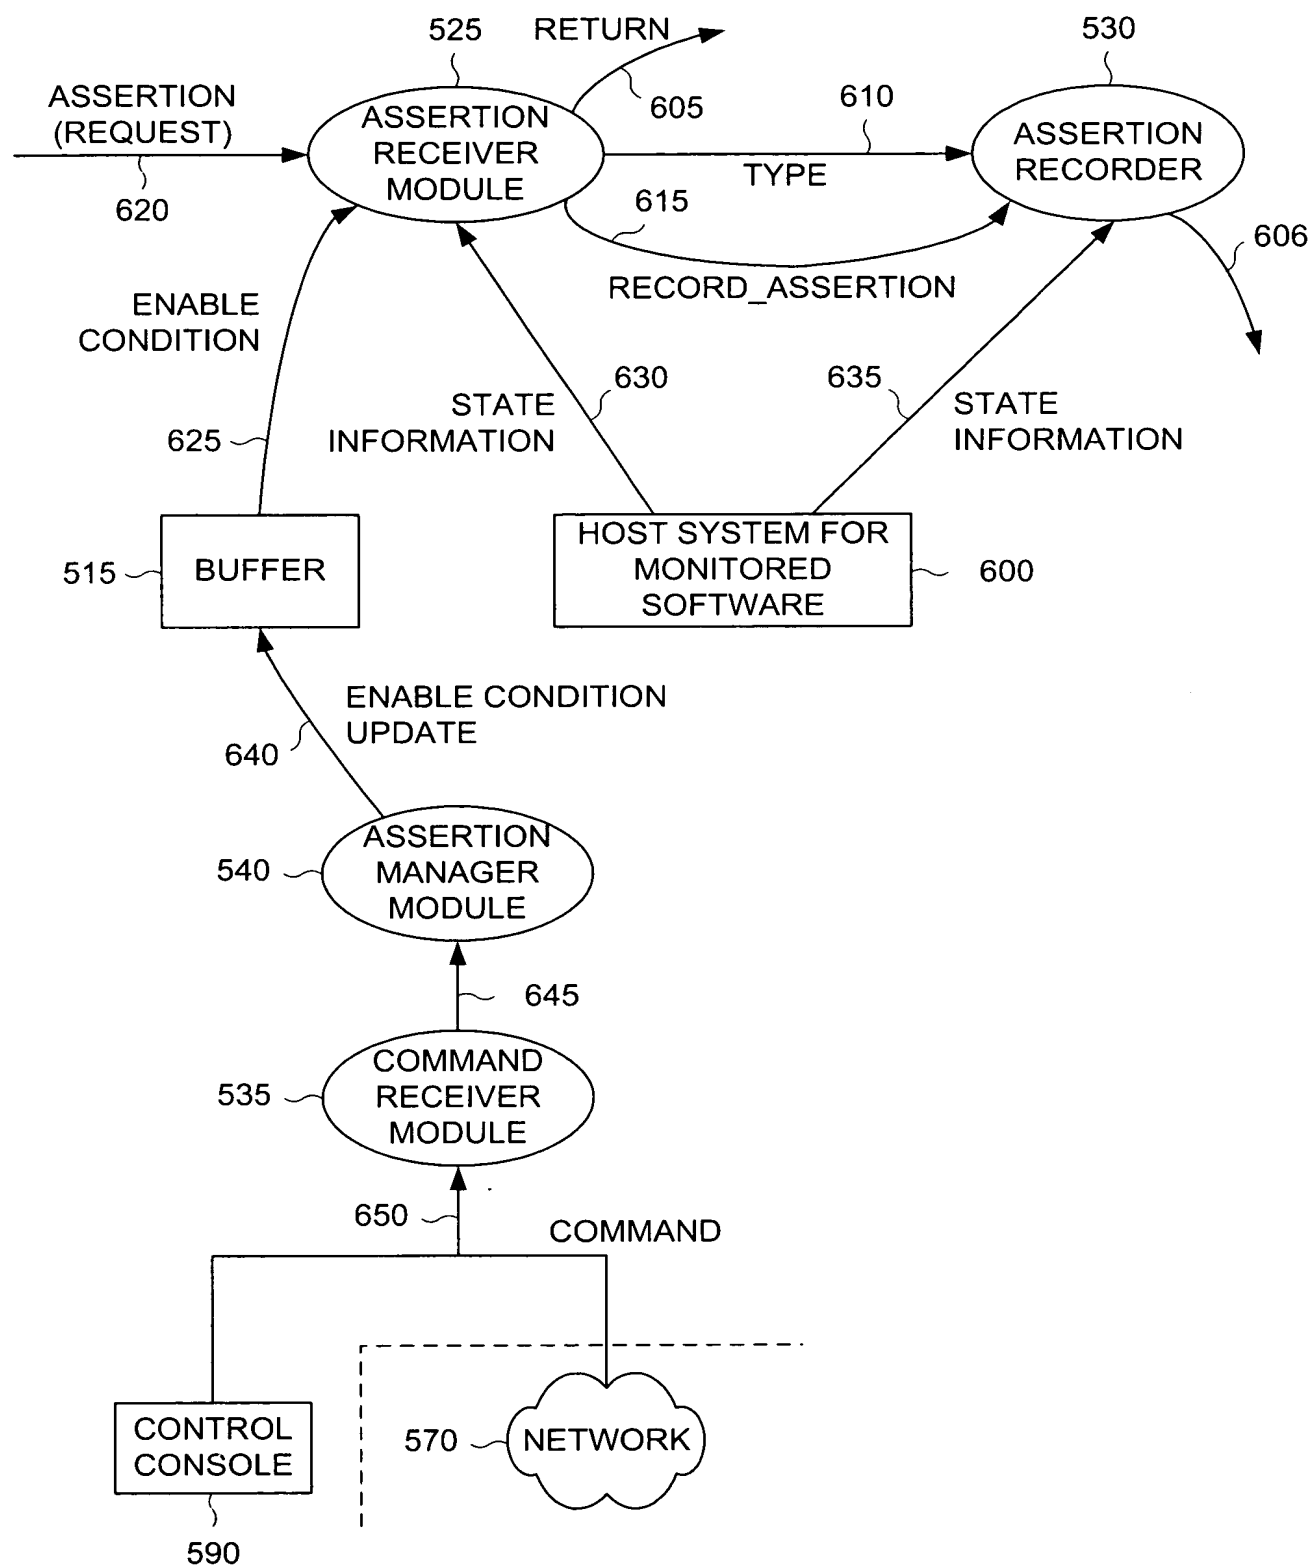 525
RETURN
530
605
610
ASSERTION
(REQUEST)
620
ASSERTION
RECEIVER
MODULE
TYPE
ASSERTION
RECORDER
615
606
RECORD_ASSERTION
ENABLE
CONDITION
625
630
STATE
INFORMATION
635
STATE
INFORMATION
515
BUFFER
HOST SYSTEM FOR
MONITORED
SOFTWARE
600
ENABLE CONDITION
UPDATE
640
540
ASSERTION
MANAGER
MODULE
645
535
COMMAND
RECEIVER
MODULE
650
COMMAND
CONTROL
CONSOLE
590
570
NETWORK